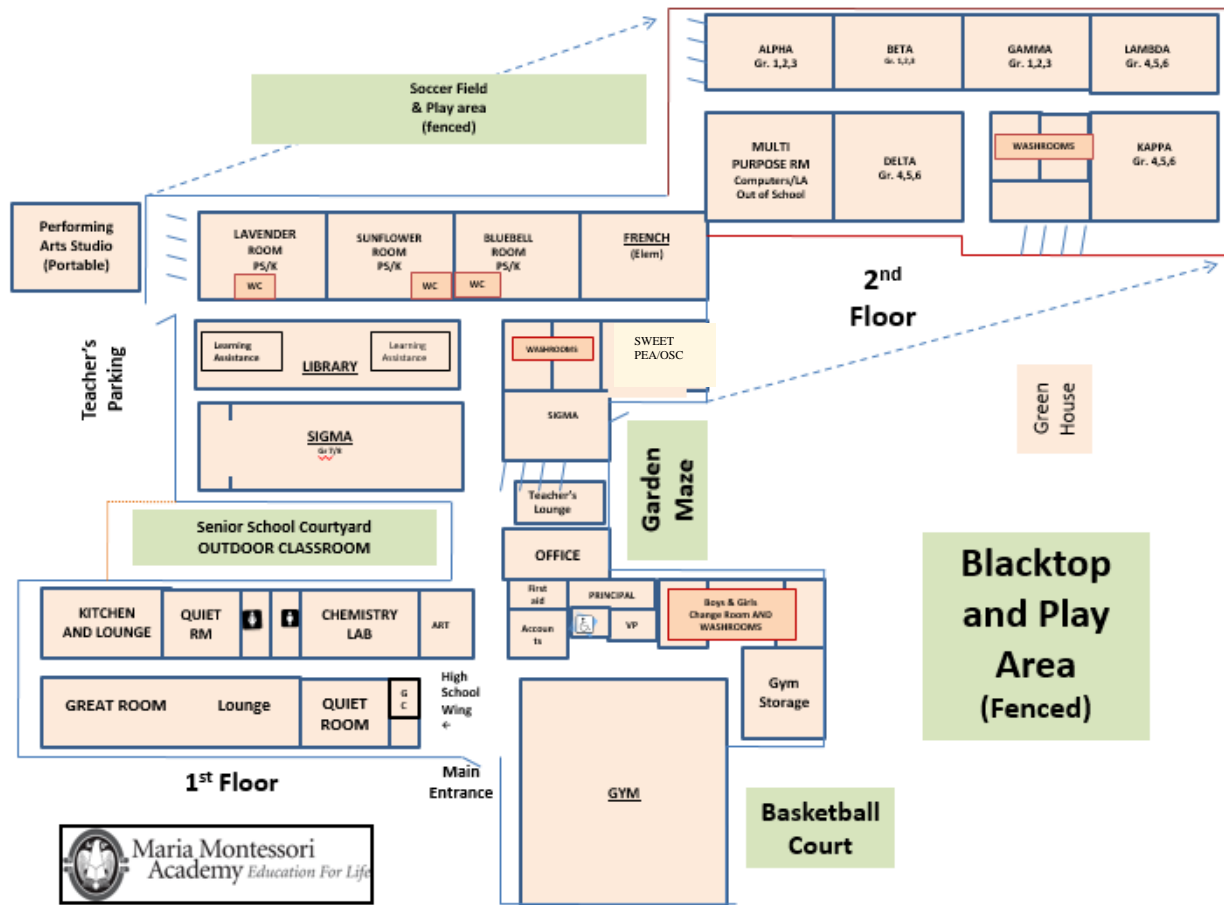 ALPHA
Gr. 1,2,3
BETA
Gr. 1,2,3
GAMMA
Gr. 1,2,3
LAMBDA
Gr. 4,5,6
Soccer Field
& Play area
(fenced)
MULTI
PURPOSE RM
Computers/LA
Out of School
DELTA
Gr. 4,5,6
WASHROOMS
KAPPA
Gr. 4,5,6
Performing
Arts Studio
(Portable)
LAVENDER
ROOM
PS/K
WC
SUNFLOWER
ROOM
PS/K
WC
BLUEBELL
ROOM
PS/K
WC
FRENCH
(Elem)
2nd
Floor
Teacher's
Parking
Learning
Assistance
LIBRARY
Learning
Assistance
WASHROOMS
SWEET
PEA/OSC
Green
House
SIGMA
Gr 7/8
SIGMA
Garden
Maze
Teacher's
Lounge
Senior School Courtyard
OUTDOOR CLASSROOM
OFFICE
Blacktop
and Play
Area
(Fenced)
KITCHEN
AND LOUNGE
QUIET
RM
CHEMISTRY
LAB
ART
First
aid
PRINCIPAL
Accoun
ts
VP
Boys & Girls
Change Room AND
WASHROOMS
GREAT ROOM
Lounge
QUIET
ROOM
G
C
High
School
Wing
←
Gym
Storage
1st Floor
Main
Entrance
GYM
Basketball
Court
Maria Montessori
Academy Education For Life